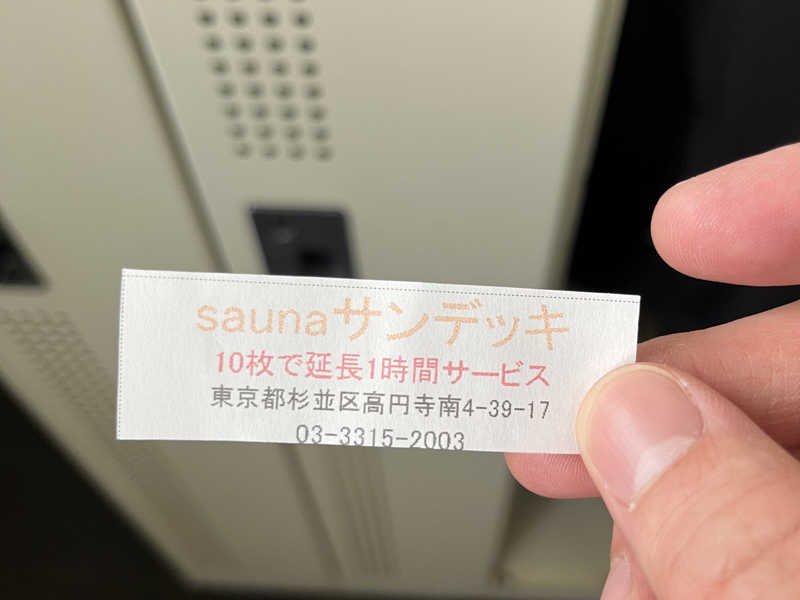 saunaサンデッキ
10枚で延長1時間サービス
東京都杉並区高円寺南4-39-17
03-3315-2003